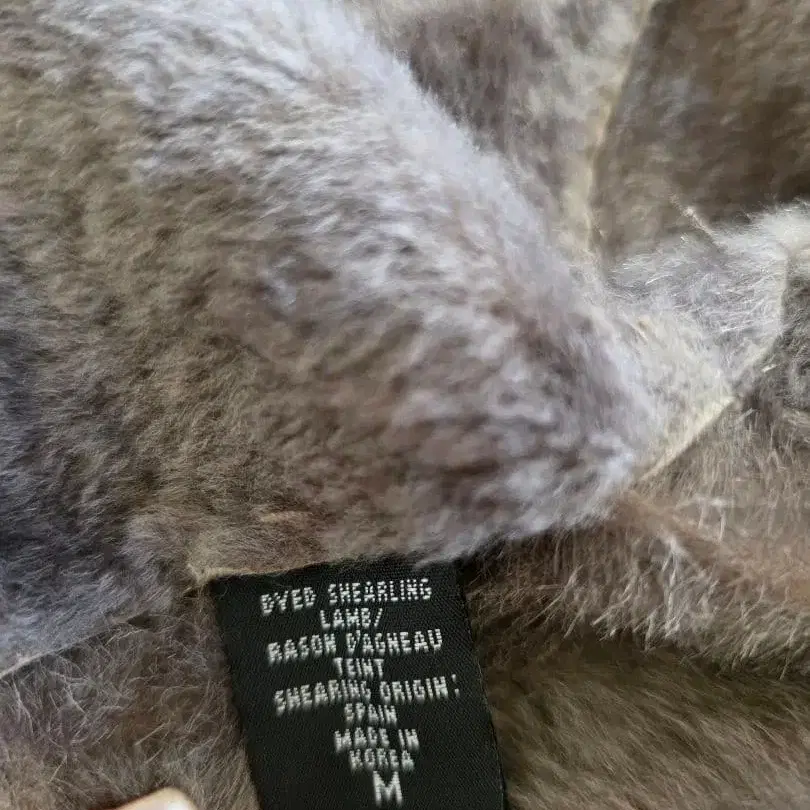 DYED SHEARLING
LAMB/
RASON D'AGNEAU
TEINT
SHEARING ORIGIN:
SPAIN
MADE IN
KOREA
M